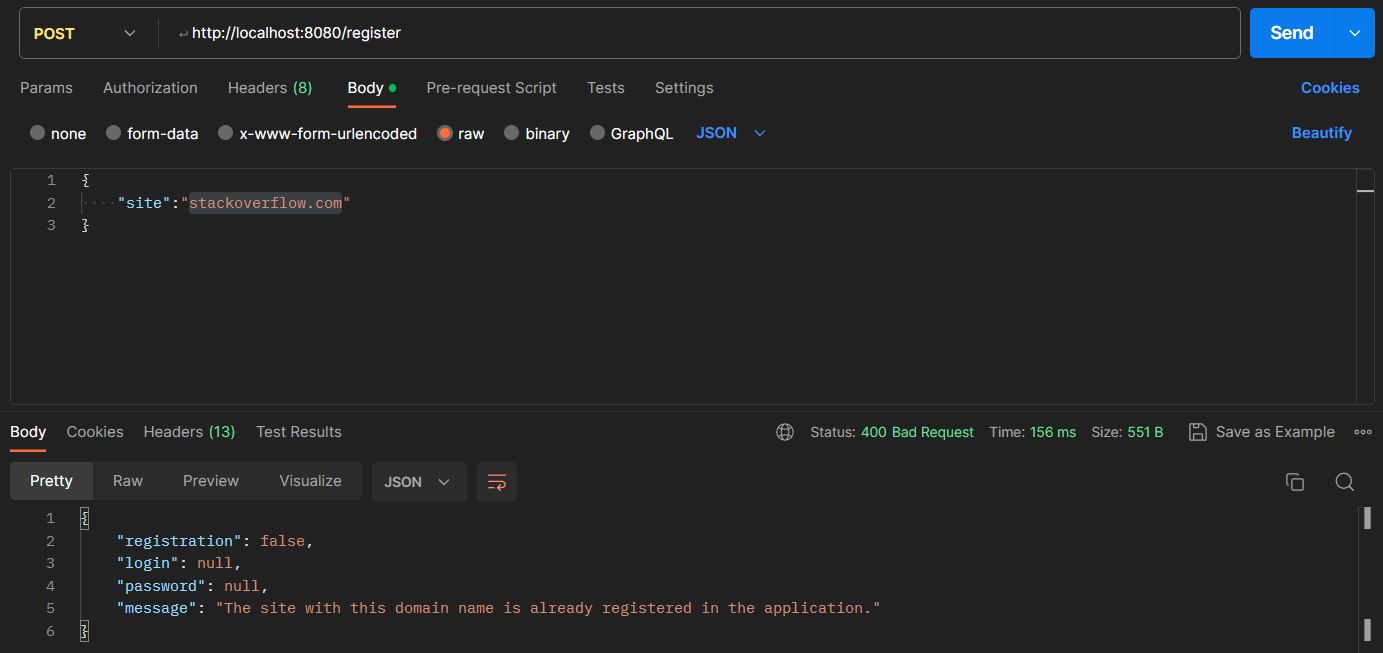 POST ↵ http://localhost:8080/register Send
Params Authorization Headers (8) Body Pre-request Script Tests Settings Cookies
none form-data x-www-form-urlencoded raw binary GraphQL JSON Beautify
1 {
2 ····"site":"stackoverflow.com"
3 }
Body Cookies Headers (13) Test Results Status: 400 Bad Request Time: 156 ms Size: 551 B Save as Example
Pretty Raw Preview Visualize JSON
1 {
2 "registration": false,
3 "login": null,
4 "password": null,
5 "message": "The site with this domain name is already registered in the application."
6 }